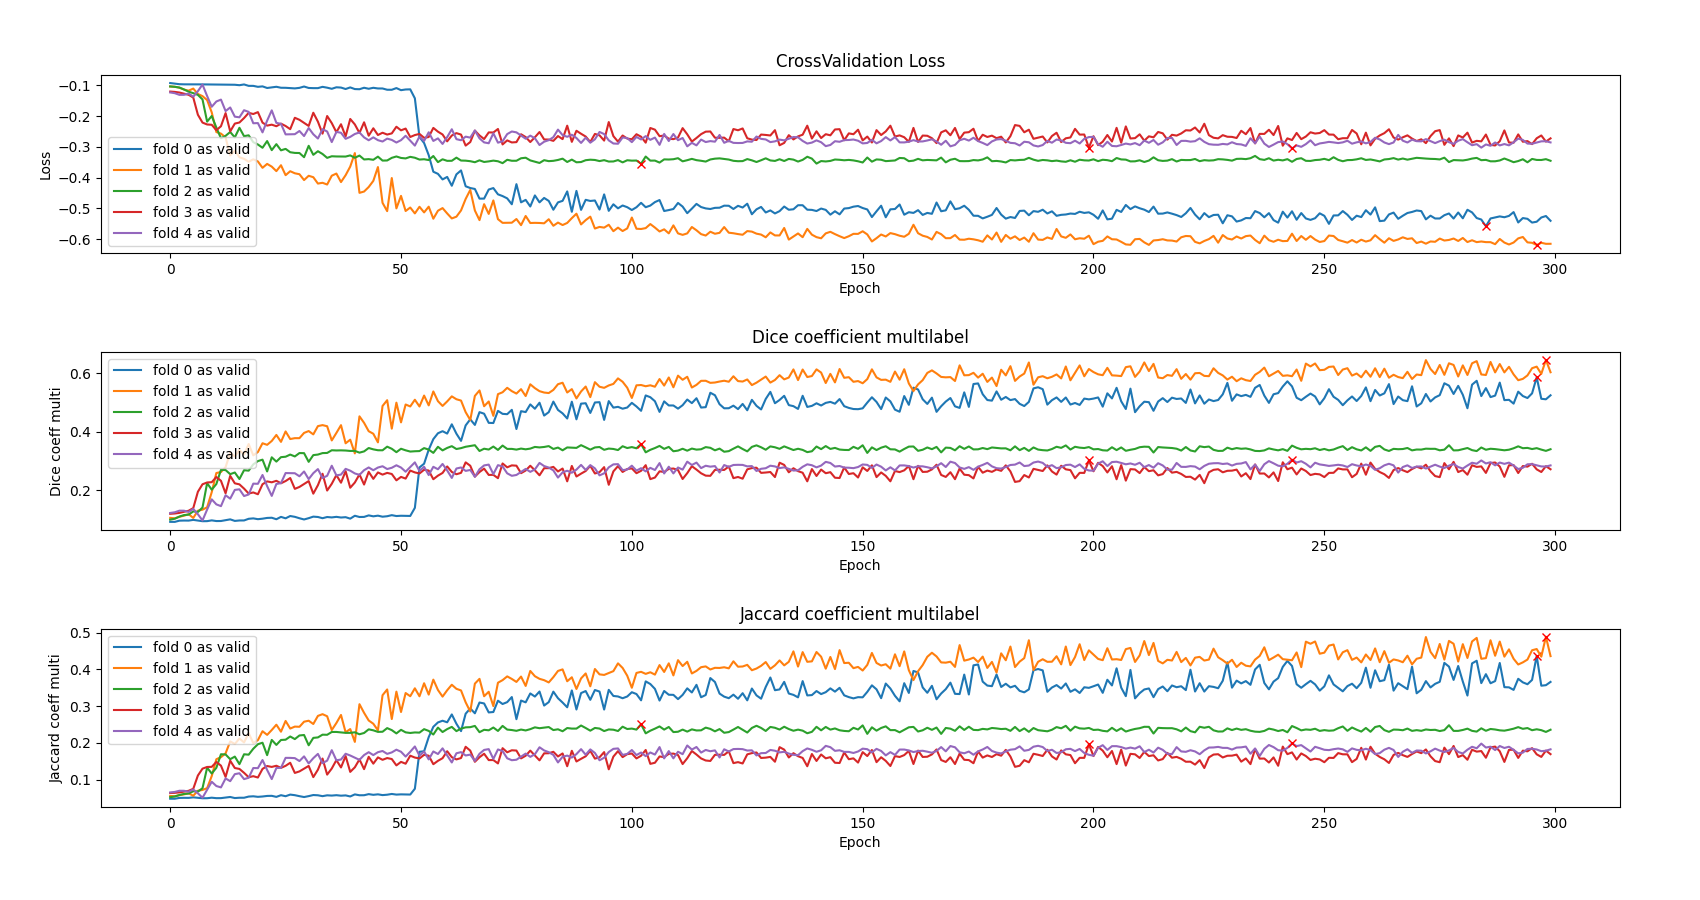 CrossValidation Loss
−0.1
−0.2
−0.3
−0.4
−0.5
−0.6
Loss
fold 0 as valid
fold 1 as valid
fold 2 as valid
fold 3 as valid
fold 4 as valid
0 50 100 150 200 250 300
Epoch
Dice coefficient multilabel
0.6
0.4
0.2
Dice coeff multi
fold 0 as valid
fold 1 as valid
fold 2 as valid
fold 3 as valid
fold 4 as valid
0 50 100 150 200 250 300
Epoch
Jaccard coefficient multilabel
0.5
0.4
0.3
0.2
0.1
Jaccard coeff multi
fold 0 as valid
fold 1 as valid
fold 2 as valid
fold 3 as valid
fold 4 as valid
0 50 100 150 200 250 300
Epoch